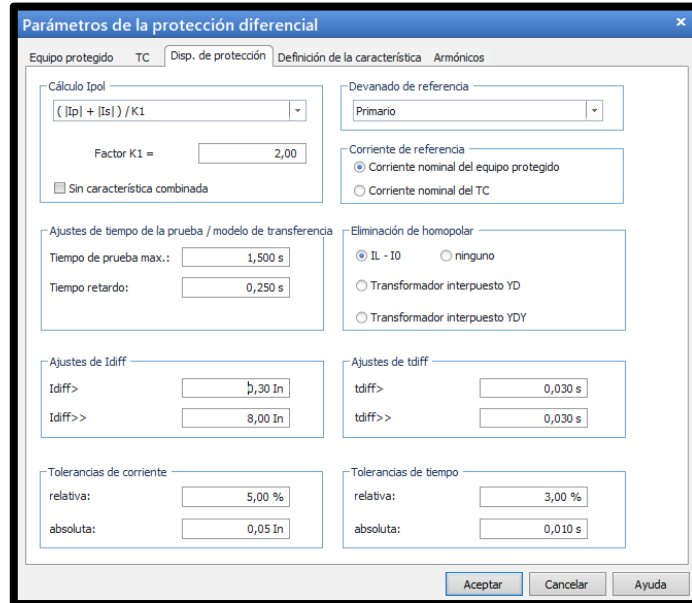 Parámetros de la protección diferencial
Equipo protegido TC Disp. de protección Definición de la característica Armónicos
Cálculo Ipol
( |Ip| + |Is| ) / K1
Factor K1 = 2,00
Sin característica combinada
Devanado de referencia
Primario
Corriente de referencia
Corriente nominal del equipo protegido
Corriente nominal del TC
Ajustes de tiempo de la prueba / modelo de transferencia
Tiempo de prueba max.: 1,500 s
Tiempo retardo: 0,250 s
Eliminación de homopolar
IL - I0 ninguno
Transformador interpuesto YD
Transformador interpuesto YDY
Ajustes de Idiff
Idiff> 0,30 In
Idiff>> 8,00 In
Ajustes de tdiff
tdiff> 0,030 s
tdiff>> 0,030 s
Tolerancias de corriente
relativa: 5,00 %
absoluta: 0,05 In
Tolerancias de tiempo
relativa: 3,00 %
absoluta: 0,010 s
Aceptar Cancelar Ayuda